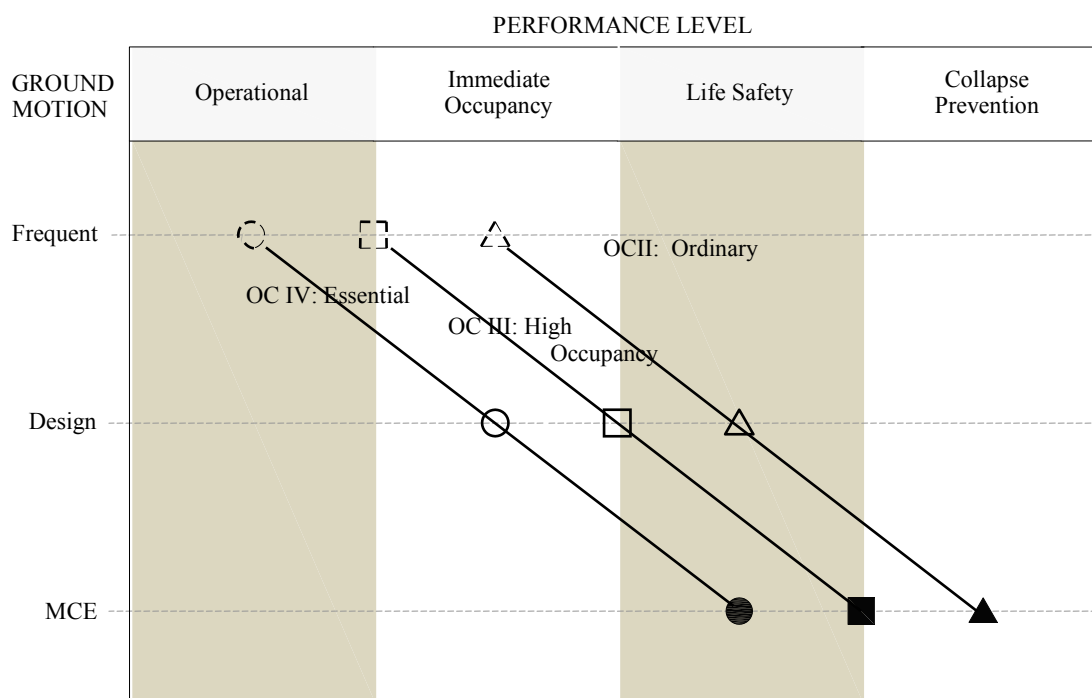 PERFORMANCE LEVEL
GROUND
MOTION
Operational
Immediate
Occupancy
Life Safety
Collapse
Prevention
Frequent
OCII: Ordinary
OC IV: Essential
OC III: High
Occupancy
Design
MCE